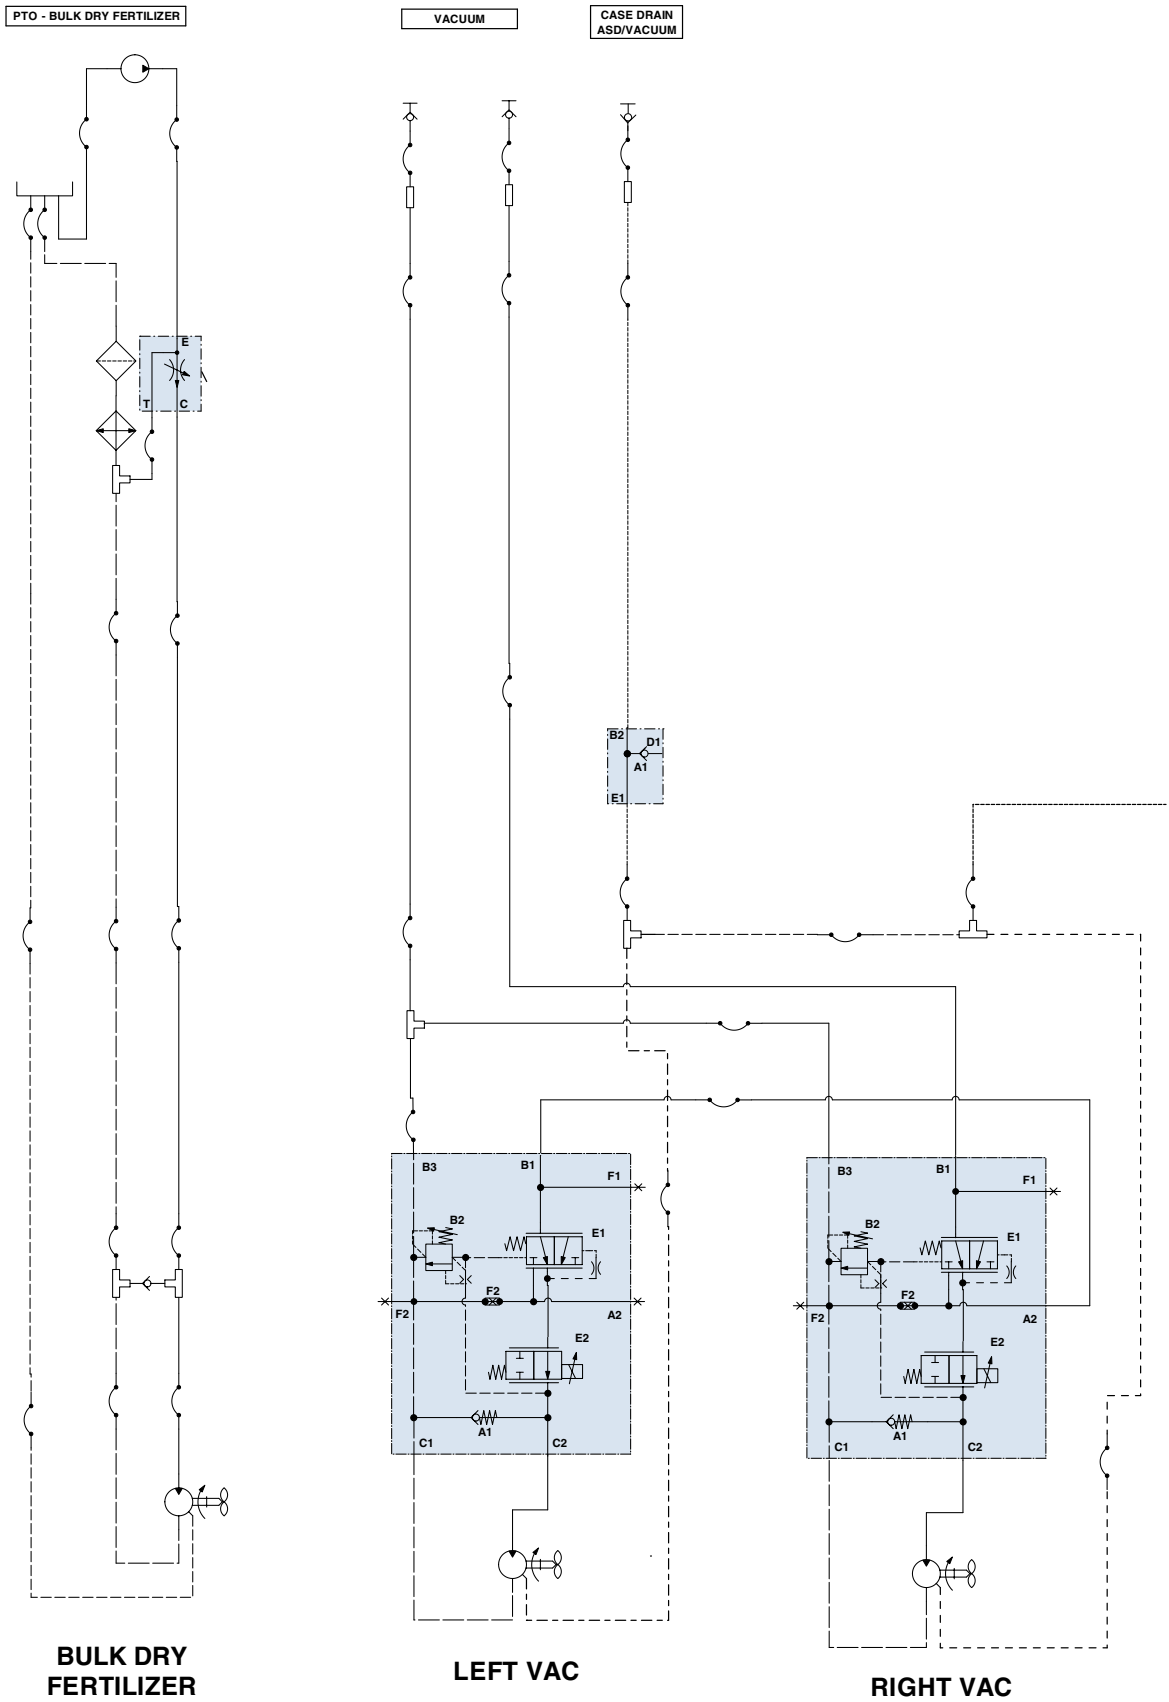 PTO - BULK DRY FERTILIZER
VACUUM
CASE DRAIN
ASD/VACUUM
E
T
C
B2
D1
A1
E1
B3
B1
F1
B2
E1
F2
F2
A2
E2
A1
C1
C2
B3
B1
F1
B2
E1
F2
F2
A2
E2
A1
C1
C2
BULK DRY
FERTILIZER
LEFT VAC
RIGHT VAC